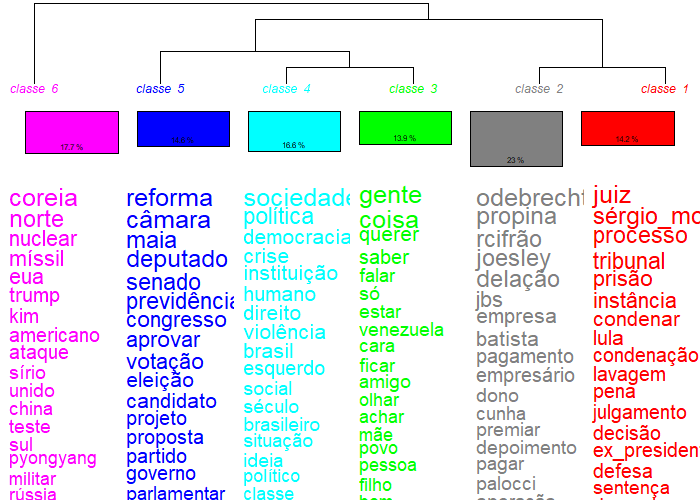 classe 6
classe 5
classe 4
classe 3
classe 2
classe 1
17.7 %
16.6 %
13.9 %
23 %
14.2 %
coreia
norte
nuclear
míssil
eua
trump
kim
americano
ataque
sírio
unido
china
teste
sul
pyongyang
militar
rússia
reforma
câmara
maia
deputado
senado
previdência
congresso
aprovar
votação
eleição
candidato
projeto
proposta
partido
governo
parlamentar
sociedade
política
democracia
crise
instituição
humano
direito
violência
brasil
esquerdo
social
século
brasileiro
situação
ideia
político
classe
gente
coisa
querer
saber
falar
só
estar
venezuela
cara
ficar
amigo
olhar
achar
mãe
povo
pessoa
filho
odebrecht
propina
rcifrão
joesley
delação
jbs
empresa
batista
pagamento
empresário
dono
cunha
premiar
depoimento
pagar
palocci
juiz
sérgio_mo
processo
tribunal
prisão
instância
condenar
lula
condenação
lavagem
pena
julgamento
decisão
ex_president
defesa
sentença